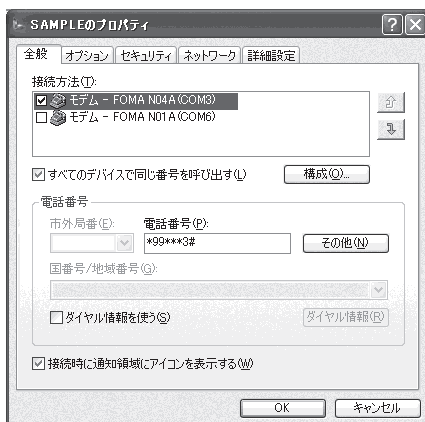 SAMPLEのプロパティ
全般 オプション セキュリティ ネットワーク 詳細設定
接続方法(T):
モデム - FOMA N04A(COM3)
モデム - FOMA N01A(COM6)
すべてのデバイスで同じ番号を呼び出す(L) 構成(O)...
電話番号
市外局番(E): 電話番号(P):
*99***3# その他(N)
国番号/地域番号(G):
ダイヤル情報を使う(S) ダイヤル情報(R)
接続時に通知領域にアイコンを表示する(W)
OK キャンセル